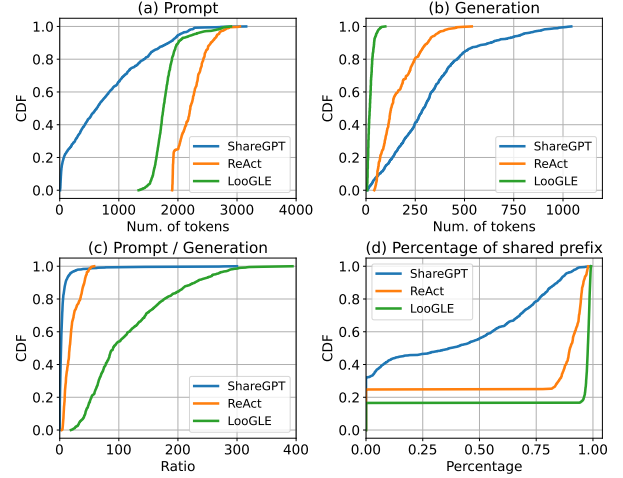 (a) Prompt
1.0
0.8
0.6
0.4
0.2
0.0
CDF
ShareGPT
ReAct
LooGLE
0 1000 2000 3000 4000
Num. of tokens
(b) Generation
1.0
0.8
0.6
0.4
0.2
0.0
CDF
ShareGPT
ReAct
LooGLE
0 250 500 750 1000
Num. of tokens
(c) Prompt / Generation
1.0
0.8
0.6
0.4
0.2
0.0
CDF
ShareGPT
ReAct
LooGLE
0 100 200 300 400
Ratio
(d) Percentage of shared prefix
1.0
0.8
0.6
0.4
0.2
0.0
CDF
ShareGPT
ReAct
LooGLE
0.00 0.25 0.50 0.75 1.00
Percentage